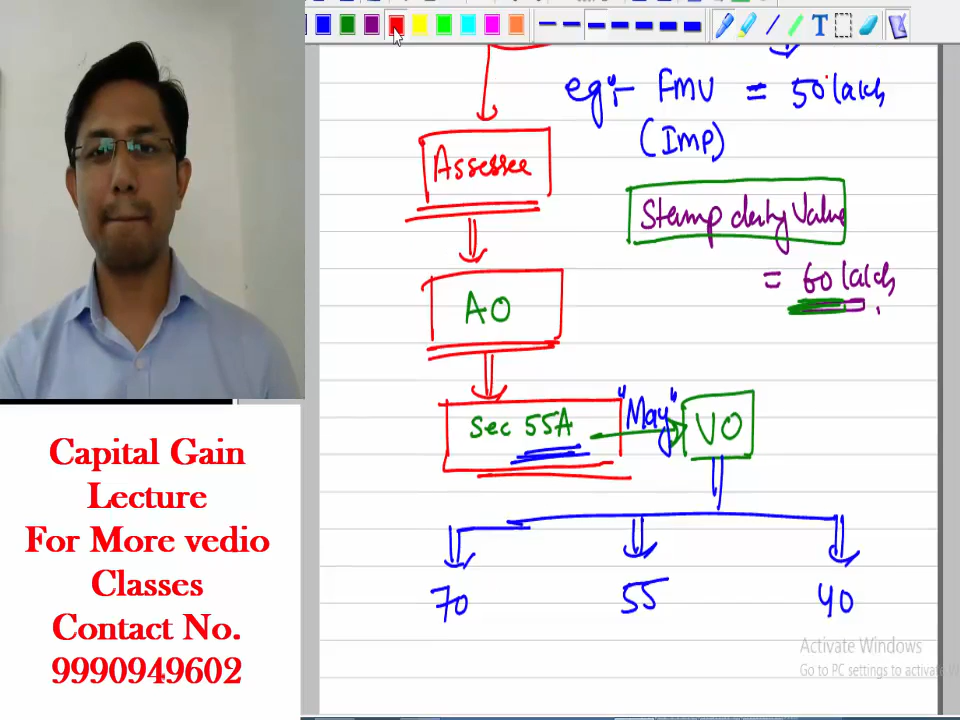 eg:- FMV = 50 lakh
(Imp)
Assessee
Stamp duty Value
= 60 lakh.
AO
Sec 55A "May" VO
70 55 40
Capital Gain
Lecture
For More vedio
Classes
Contact No.
9990949602
Activate Windows
Go to PC settings to activate W
T